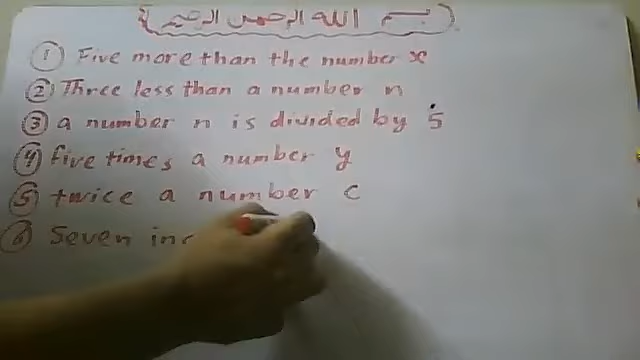 بسم الله الرحمن الرحيم
1 Five more than the number x
2 Three less than a number n
3 a number n is divided by 5
4 five times a number y
5 twice a number c
6 Seven inc